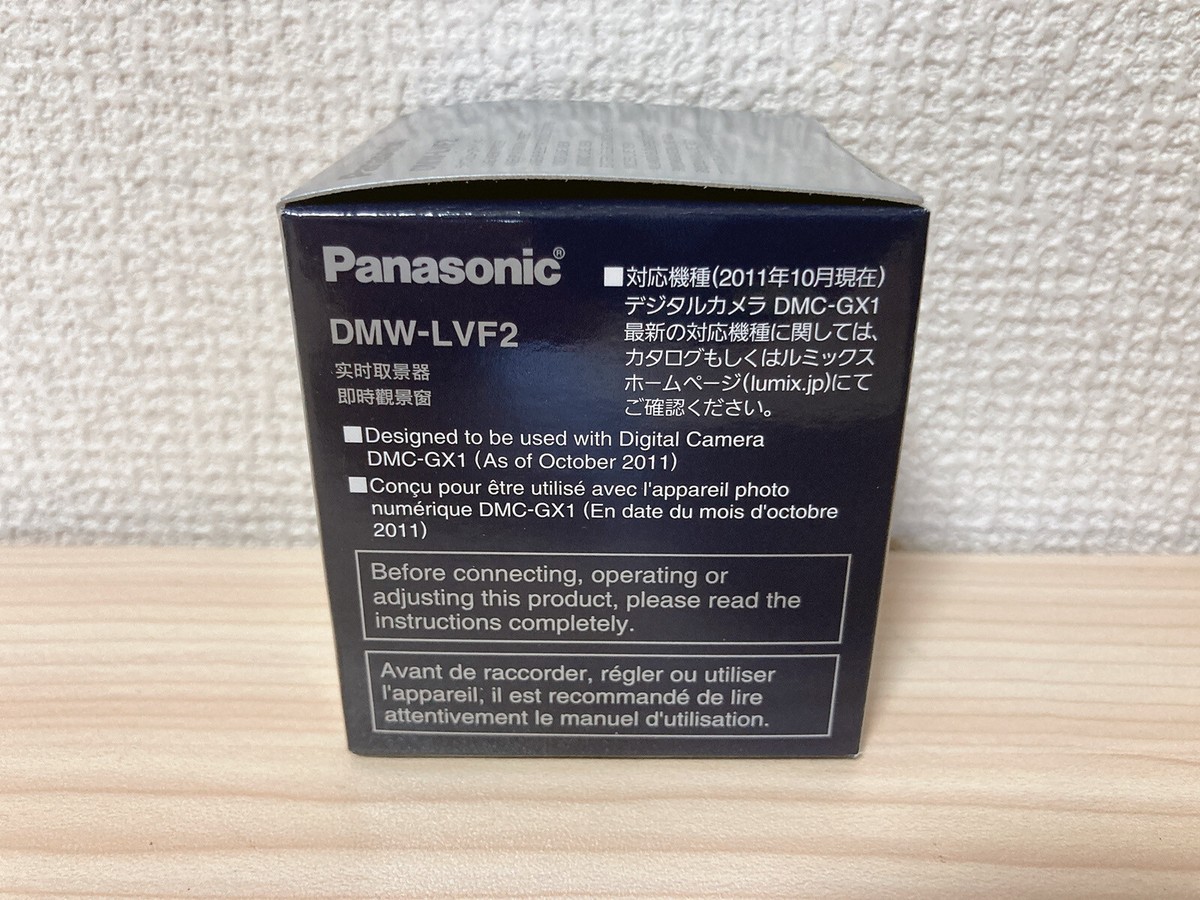 Panasonic®
DMW-LVF2
实时取景器
即時觀景窗
■対応機種(2011年10月現在)
デジタルカメラ DMC-GX1
最新の対応機種に関しては、
カタログもしくはルミックス
ホームページ(lumix.jp)にて
ご確認ください。
■Designed to be used with Digital Camera
DMC-GX1 (As of October 2011)
■Conçu pour être utilisé avec l'appareil photo
numérique DMC-GX1 (En date du mois d'octobre
2011)
Before connecting, operating or
adjusting this product, please read the
instructions completely.
Avant de raccorder, régler ou utiliser
l'appareil, il est recommandé de lire
attentivement le manuel d'utilisation.